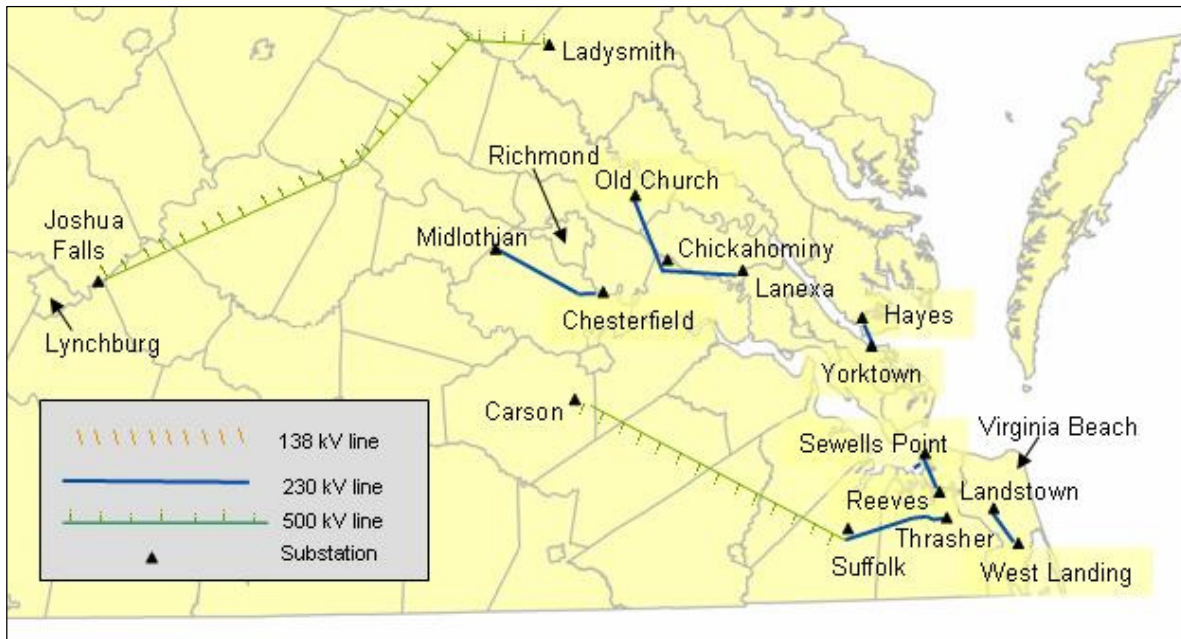 Ladysmith
Richmond
Old Church
Joshua
Falls
Midlothian
Chickahominy
Lanexa
Chesterfield
Hayes
Lynchburg
Yorktown
Carson
Virginia Beach
Sewells Point
138 kV line
230 kV line
500 kV line
Substation
Reeves
Landstown
Thrasher
Suffolk
West Landing